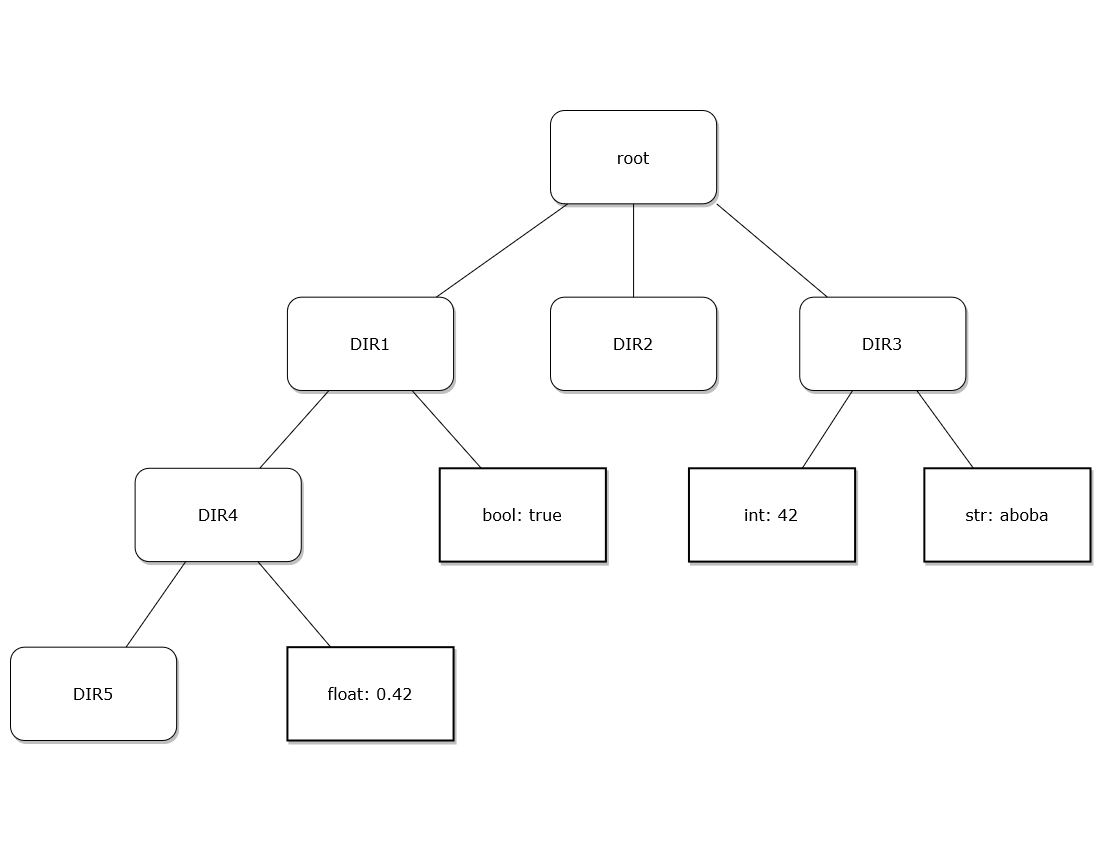 root
DIR1
DIR2
DIR3
DIR4
bool: true
int: 42
str: aboba
DIR5
float: 0.42